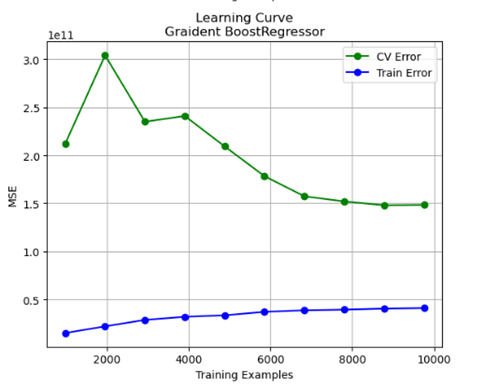 Learning Curve
Graident BoostRegressor
1e11
CV Error
Train Error
3.0
2.5
2.0
1.5
1.0
0.5
MSE
2000 4000 6000 8000 10000
Training Examples